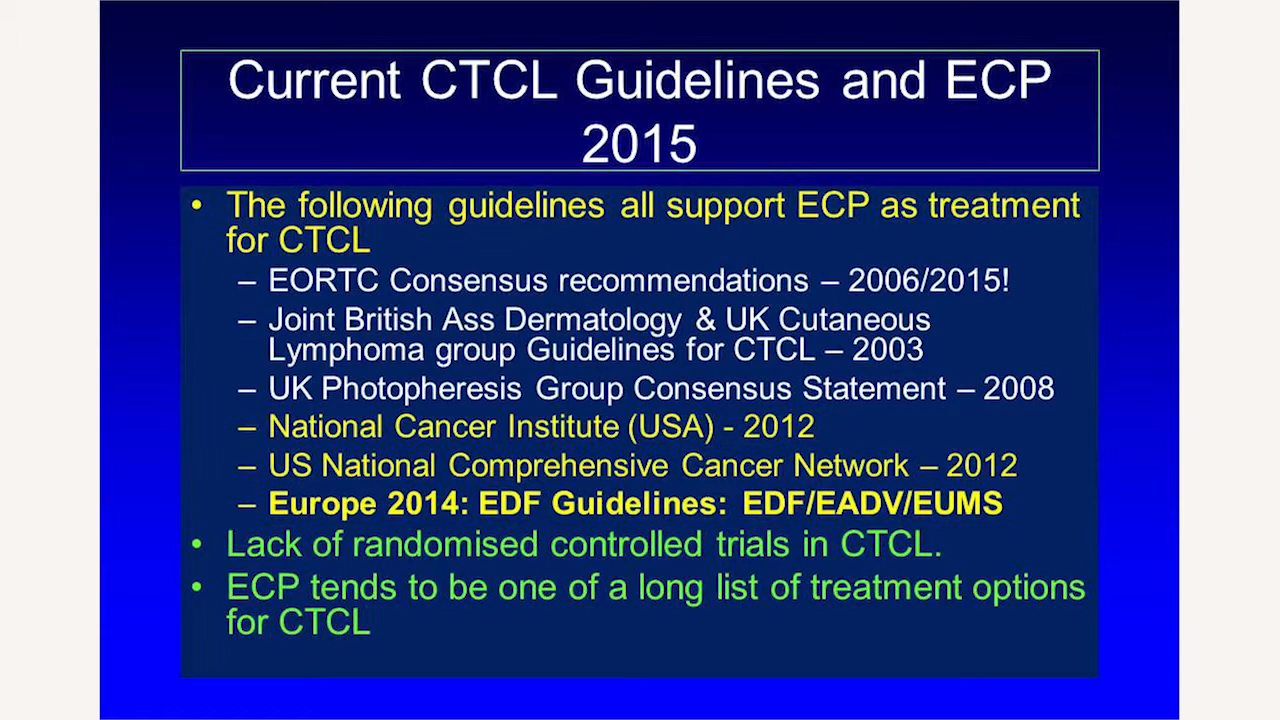 Current CTCL Guidelines and ECP
2015
• The following guidelines all support ECP as treatment
for CTCL
– EORTC Consensus recommendations – 2006/2015!
– Joint British Ass Dermatology & UK Cutaneous
Lymphoma group Guidelines for CTCL – 2003
– UK Photopheresis Group Consensus Statement – 2008
– National Cancer Institute (USA) - 2012
– US National Comprehensive Cancer Network – 2012
– Europe 2014: EDF Guidelines: EDF/EADV/EUMS
• Lack of randomised controlled trials in CTCL.
• ECP tends to be one of a long list of treatment options
for CTCL